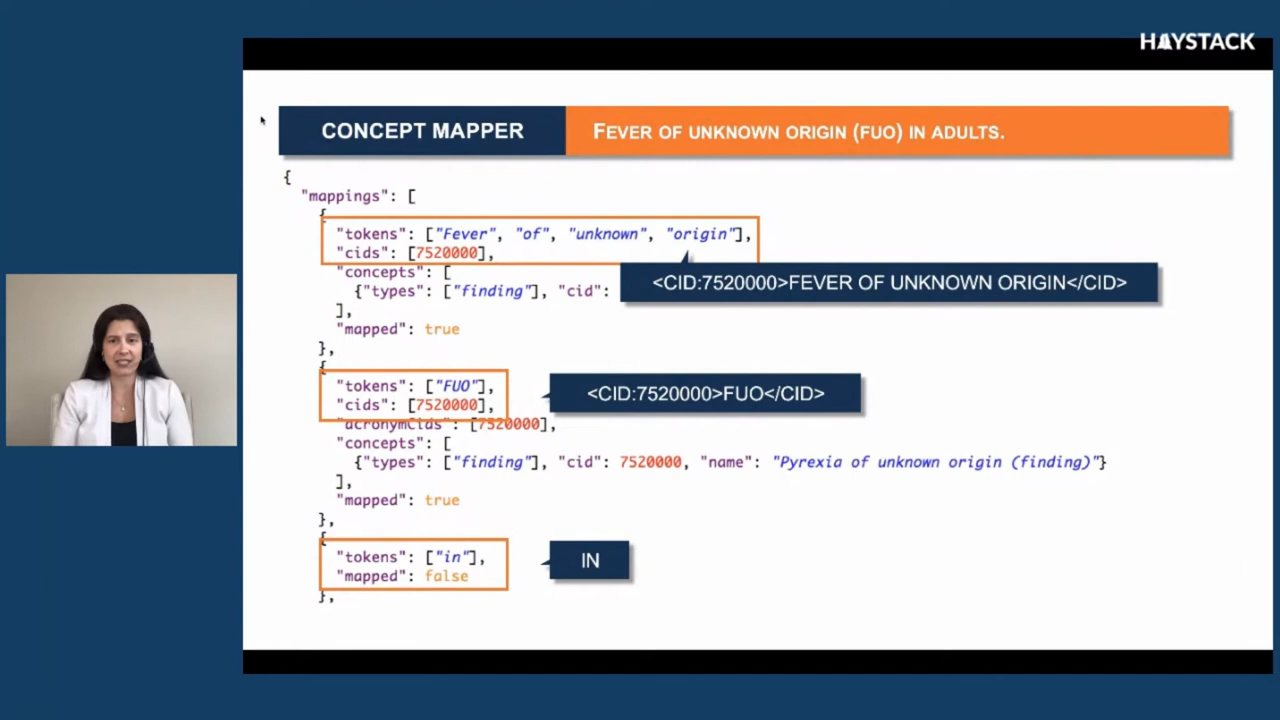 HAYSTACK
CONCEPT MAPPER
FEVER OF UNKNOWN ORIGIN (FUO) IN ADULTS.
{
"mappings": [
{
"tokens": ["Fever", "of", "unknown", "origin"],
"cids": [7520000],
"concepts": [
<CID:7520000>FEVER OF UNKNOWN ORIGIN</CID>
{"types": ["finding"], "cid":
],
"mapped": true
},
{
"tokens": ["FUO"],
<CID:7520000>FUO</CID>
"cids": [7520000],
"acronymCids": [7520000],
"concepts": [
{"types": ["finding"], "cid": 7520000, "name": "Pyrexia of unknown origin (finding)"}
],
"mapped": true
},
{
"tokens": ["in"],
IN
"mapped": false
},